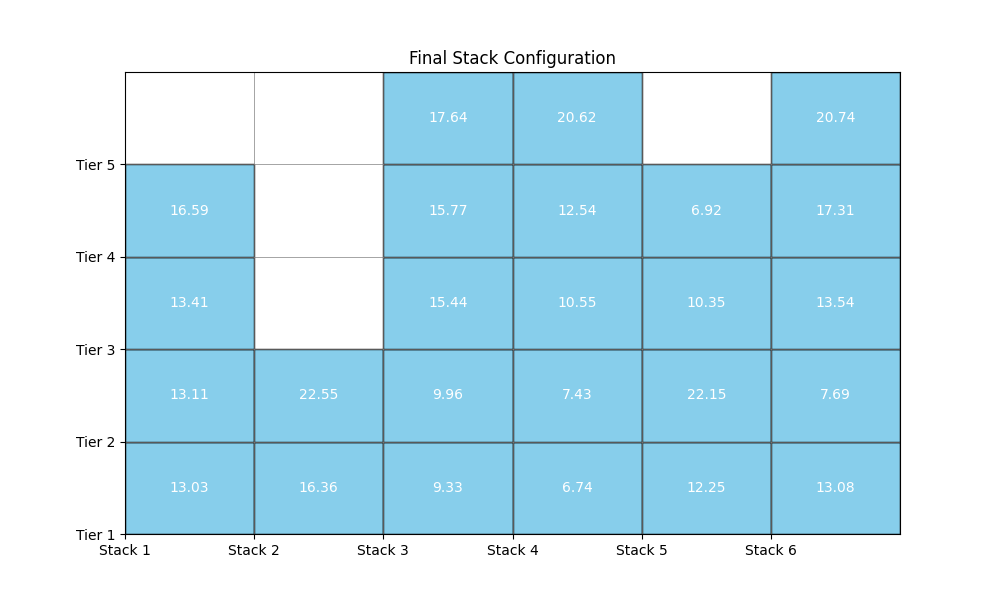 Final Stack Configuration
17.64 20.62 20.74
Tier 5
16.59 15.77 12.54 6.92 17.31
Tier 4
13.41 15.44 10.55 10.35 13.54
Tier 3
13.11 22.55 9.96 7.43 22.15 7.69
Tier 2
13.03 16.36 9.33 6.74 12.25 13.08
Tier 1
Stack 1 Stack 2 Stack 3 Stack 4 Stack 5 Stack 6